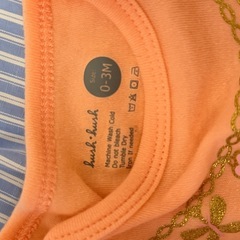 Size:
0-3M
hush • hush
Machine Wash Cold
Do not bleach
Tumble Dry
Iron if needed